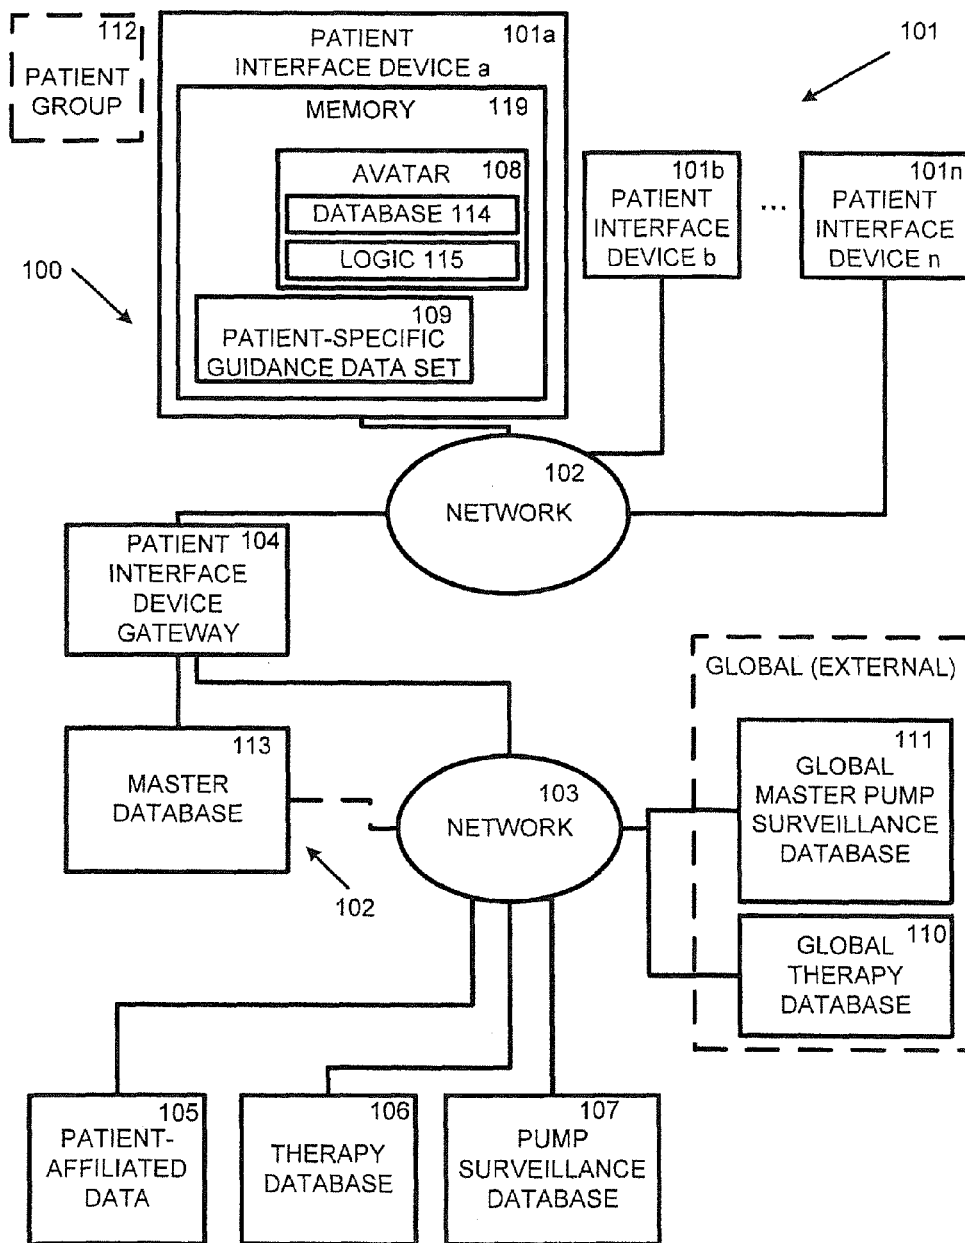 112
PATIENT
GROUP
101a
PATIENT
INTERFACE DEVICE a
MEMORY 119
AVATAR 108
DATABASE 114
LOGIC 115
109
PATIENT-SPECIFIC
GUIDANCE DATA SET
100
101
101b
PATIENT
INTERFACE
DEVICE b
...
101n
PATIENT
INTERFACE
DEVICE n
102
NETWORK
104
PATIENT
INTERFACE
DEVICE
GATEWAY
113
MASTER
DATABASE
102
103
NETWORK
GLOBAL (EXTERNAL)
111
GLOBAL
MASTER PUMP
SURVEILLANCE
DATABASE
110
GLOBAL
THERAPY
DATABASE
105
PATIENT-
AFFILIATED
DATA
106
THERAPY
DATABASE
107
PUMP
SURVEILLANCE
DATABASE